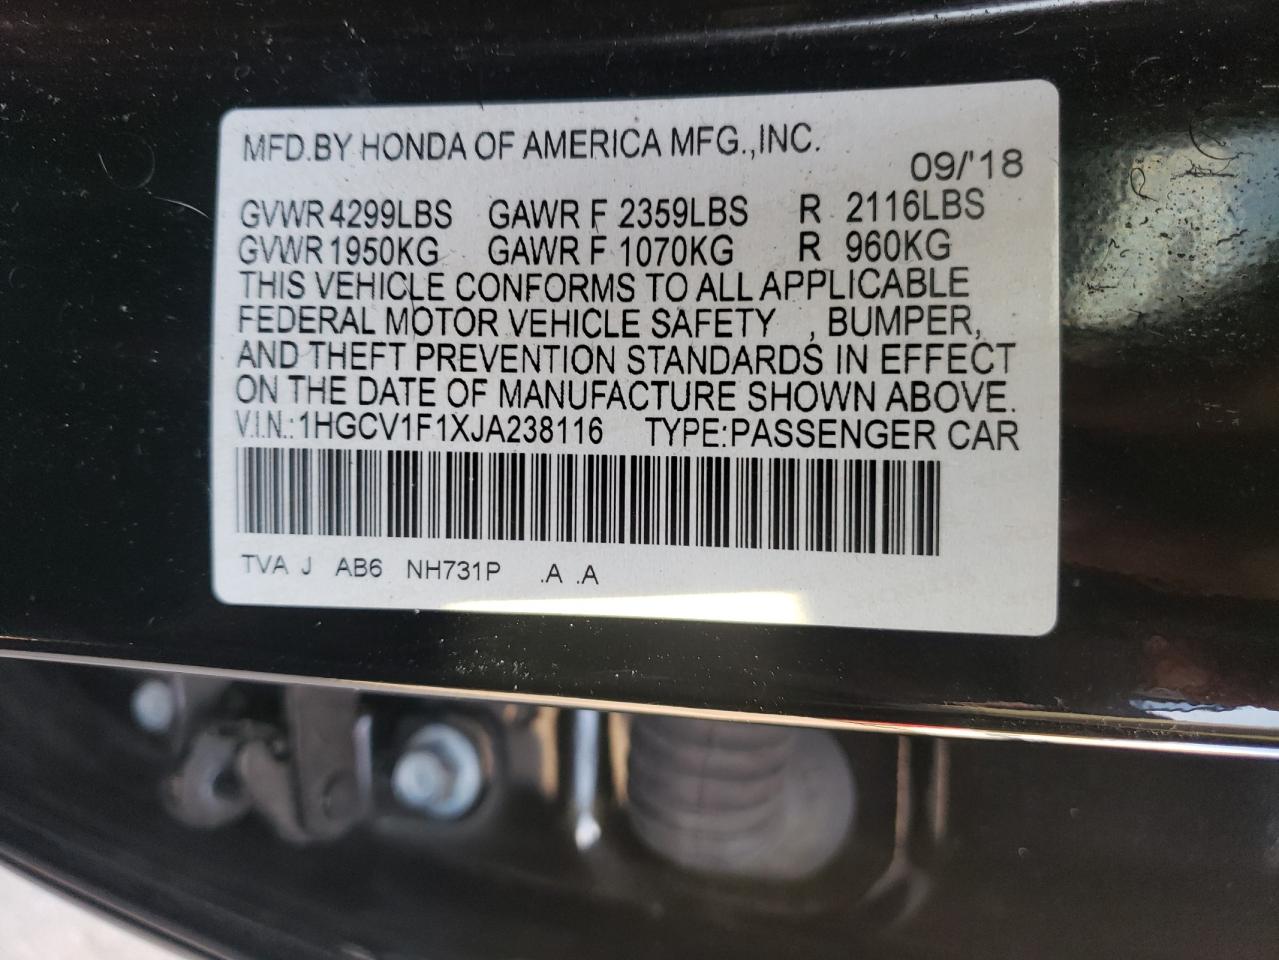 MFD.BY HONDA OF AMERICA MFG.,INC.
09/'18
GVWR 4299LBS GAWR F 2359LBS R 2116LBS
GVWR 1950KG GAWR F 1070KG R 960KG
THIS VEHICLE CONFORMS TO ALL APPLICABLE
FEDERAL MOTOR VEHICLE SAFETY , BUMPER,
AND THEFT PREVENTION STANDARDS IN EFFECT
ON THE DATE OF MANUFACTURE SHOWN ABOVE.
V.I.N.: 1HGCV1F1XJA238116 TYPE:PASSENGER CAR
TVA J AB6 NH731P .A .A